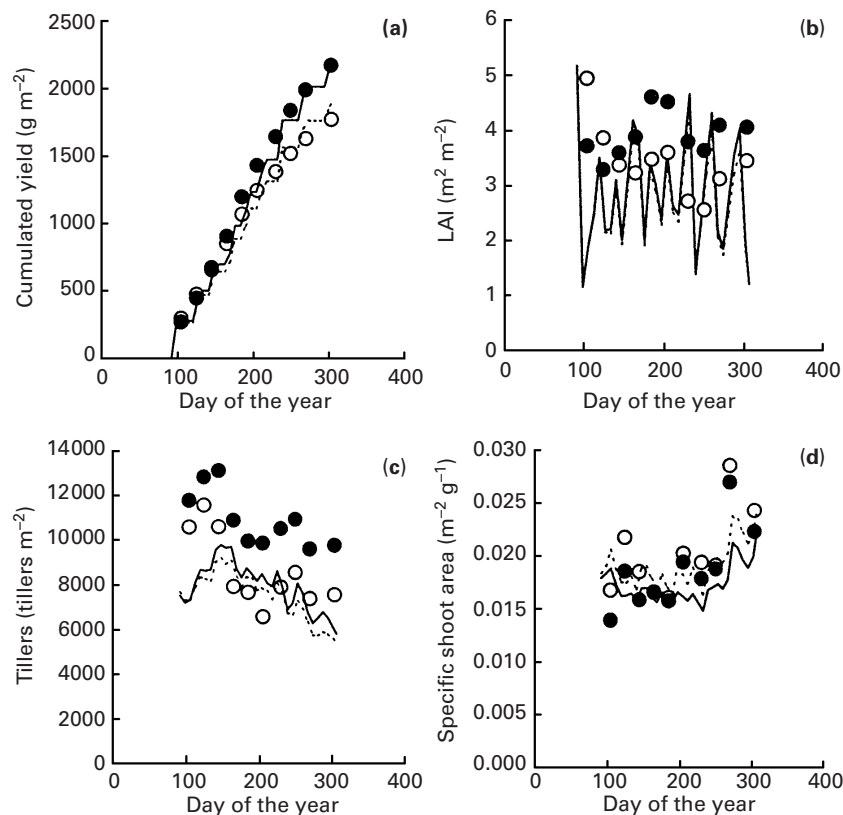 (a)
2500
2000
1500
1000
500
0
Cumulated yield (g m⁻²)
0 100 200 300 400
Day of the year
(b)
6
5
4
3
2
1
0
LAI (m² m⁻²)
0 100 200 300 400
Day of the year
(c)
14000
12000
10000
8000
6000
4000
2000
0
Tillers (tillers m⁻²)
0 100 200 300 400
Day of the year
(d)
0.030
0.025
0.020
0.015
0.010
0.005
0.000
Specific shoot area (m⁻² g⁻¹)
0 100 200 300 400
Day of the year